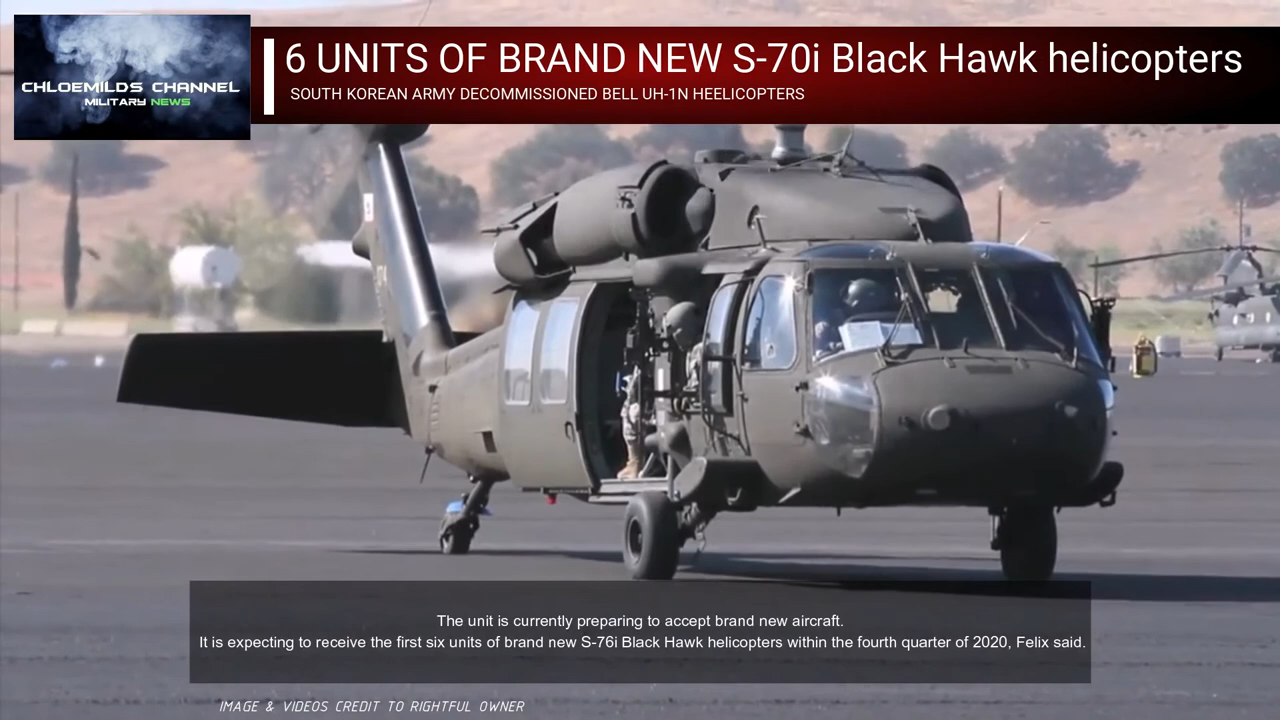 CHLOEMILDS CHANNEL
MILITARY NEWS
6 UNITS OF BRAND NEW S-70i Black Hawk helicopters
SOUTH KOREAN ARMY DECOMMISSIONED BELL UH-1N HEELICOPTERS
The unit is currently preparing to accept brand new aircraft.
It is expecting to receive the first six units of brand new S-76i Black Hawk helicopters within the fourth quarter of 2020, Felix said.
IMAGE & VIDEOS CREDIT TO RIGHTFUL OWNER